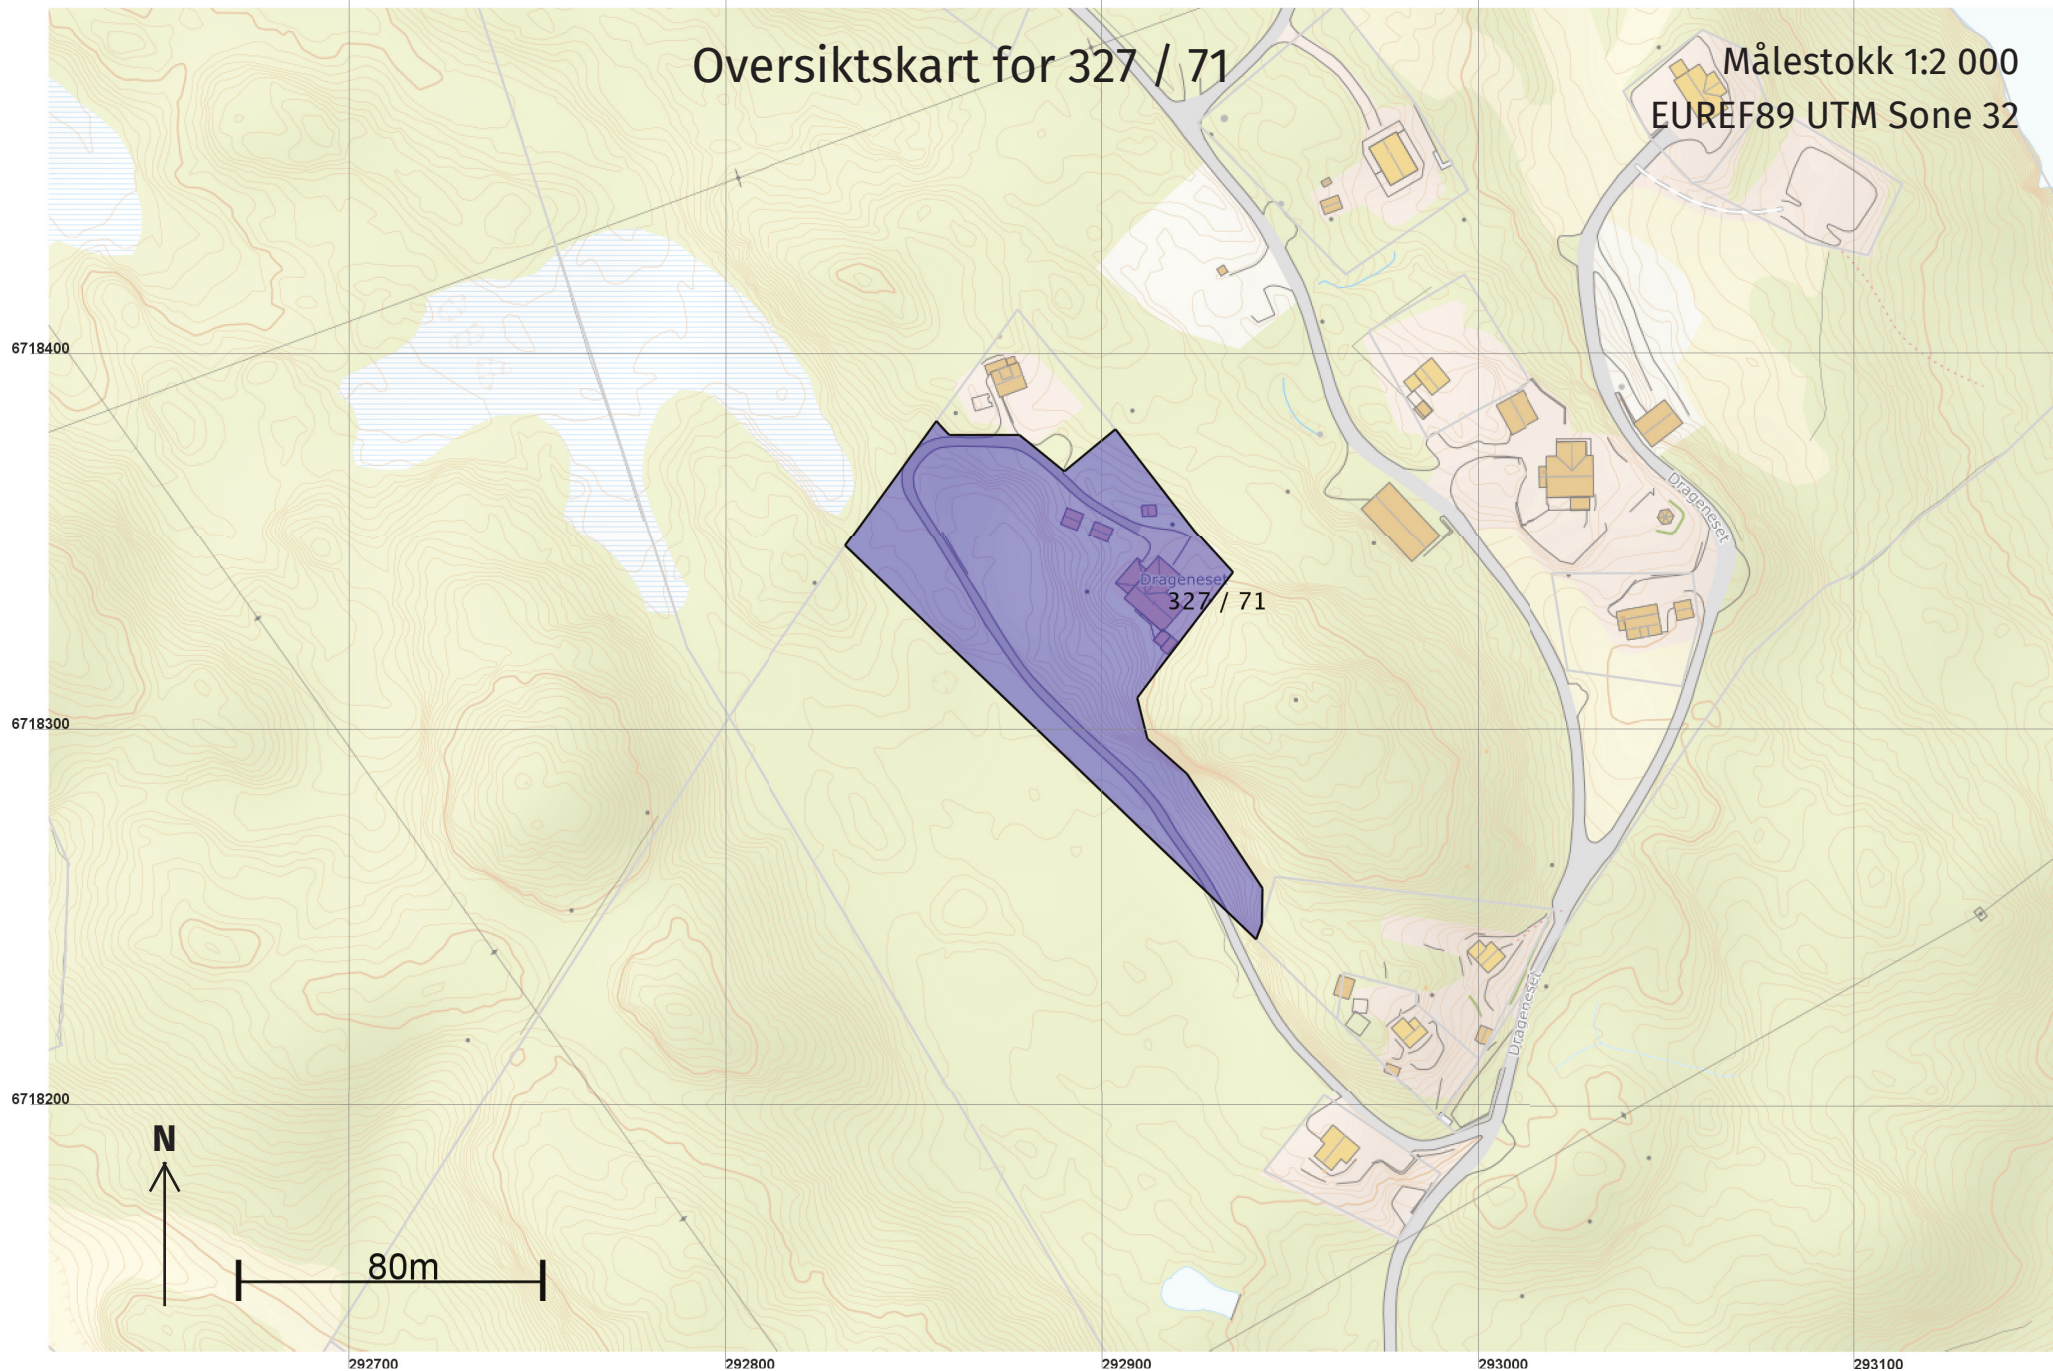 Oversiktskart for 327 / 71
Målestokk 1:2 000
EUREF89 UTM Sone 32
6718400
Drageneset
Drageneset
327 / 71
6718300
Drageneset
6718200
N
80m
292700
292800
292900
293000
293100